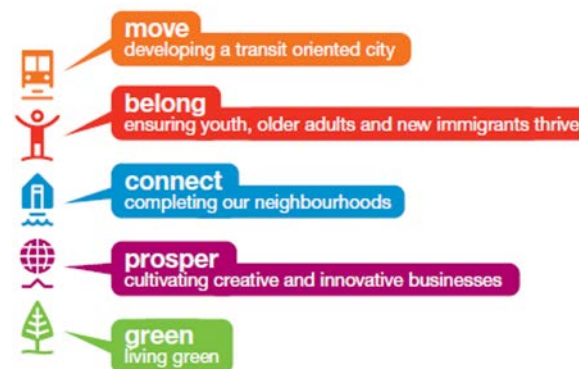 move
developing a transit oriented city
belong
ensuring youth, older adults and new immigrants thrive
connect
completing our neighbourhoods
prosper
cultivating creative and innovative businesses
green
living green